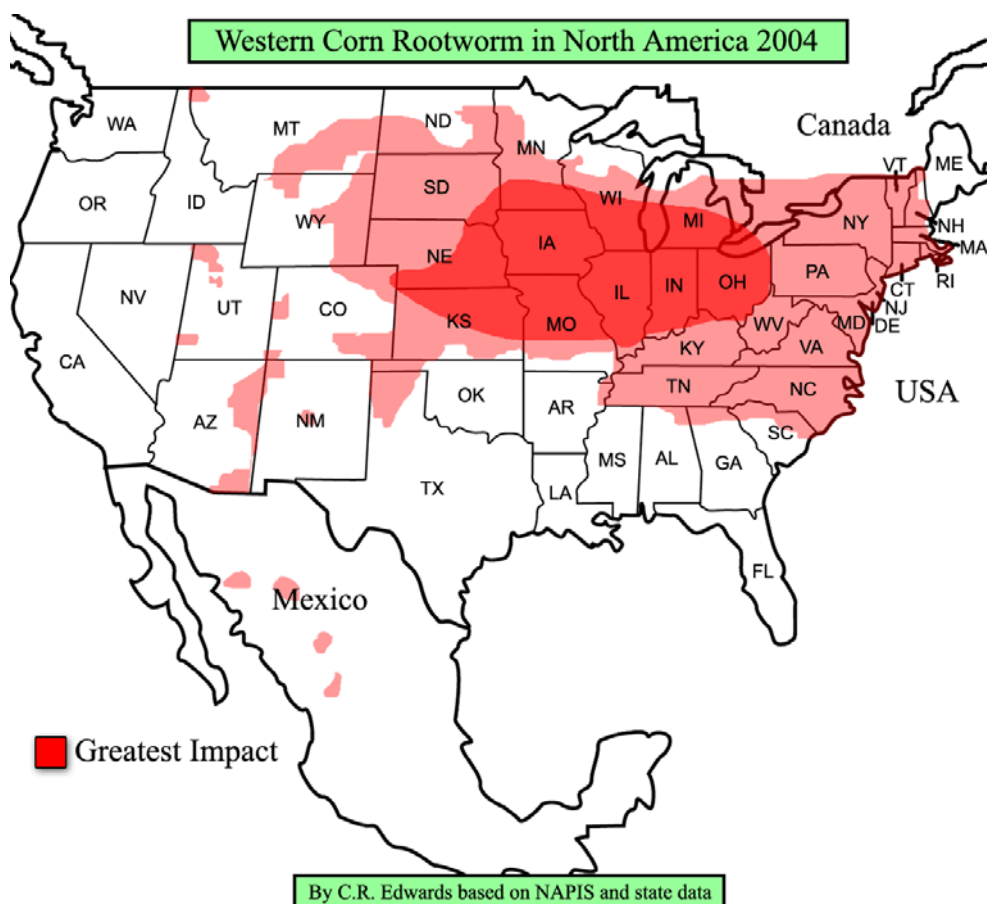 Western Corn Rootworm in North America 2004
Canada
WA
MT
ND
MN
VT
ME
OR
ID
SD
WI
MI
NY
NH
WY
MA
NE
IA
PA
RI
CT
NV
UT
CO
IL
IN
OH
NJ
KS
MO
WV
MD
DE
CA
KY
VA
USA
TN
NC
AZ
NM
OK
AR
SC
MS
AL
GA
TX
LA
FL
Mexico
Greatest Impact
By C.R. Edwards based on NAPIS and state data